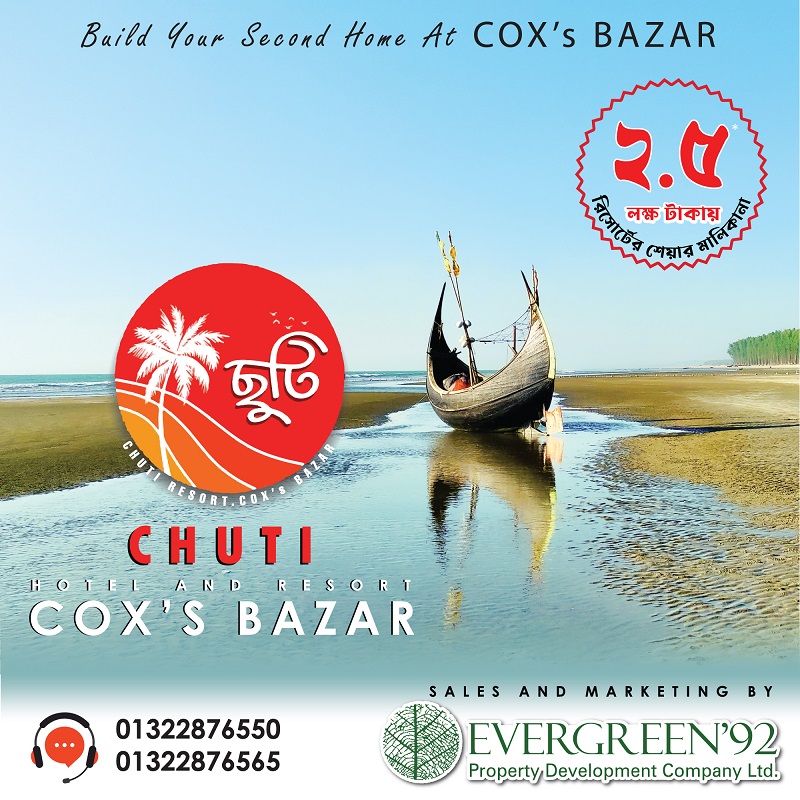 Build Your Second Home At COX's BAZAR
২.৫*
লক্ষ টাকায়
রিসোর্টের শেয়ার মালিকানা
ছুটি
CHUTI RESORT, COX'S BAZAR
CHUTI
HOTEL AND RESORT
COX'S BAZAR
SALES AND MARKETING BY
01322876550
01322876565
EVERGREEN'92
Property Development Company Ltd.